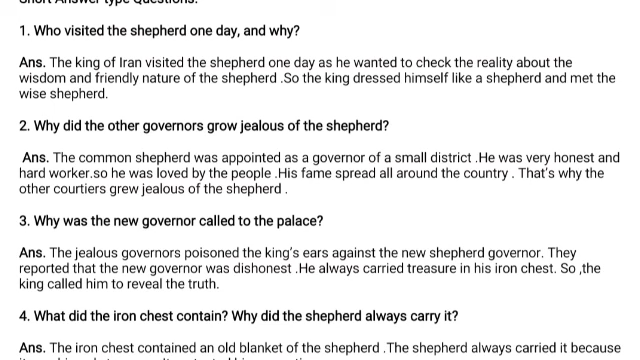 Short Answer type Questions:
1. Who visited the shepherd one day, and why?
Ans. The king of Iran visited the shepherd one day as he wanted to check the reality about the
wisdom and friendly nature of the shepherd .So the king dressed himself like a shepherd and met the
wise shepherd.
2. Why did the other governors grow jealous of the shepherd?
Ans. The common shepherd was appointed as a governor of a small district .He was very honest and
hard worker.so he was loved by the people .His fame spread all around the country . That's why the
other courtiers grew jealous of the shepherd .
3. Why was the new governor called to the palace?
Ans. The jealous governors poisoned the king's ears against the new shepherd governor. They
reported that the new governor was dishonest .He always carried treasure in his iron chest. So ,the
king called him to reveal the truth.
4. What did the iron chest contain? Why did the shepherd always carry it?
Ans. The iron chest contained an old blanket of the shepherd .The shepherd always carried it because